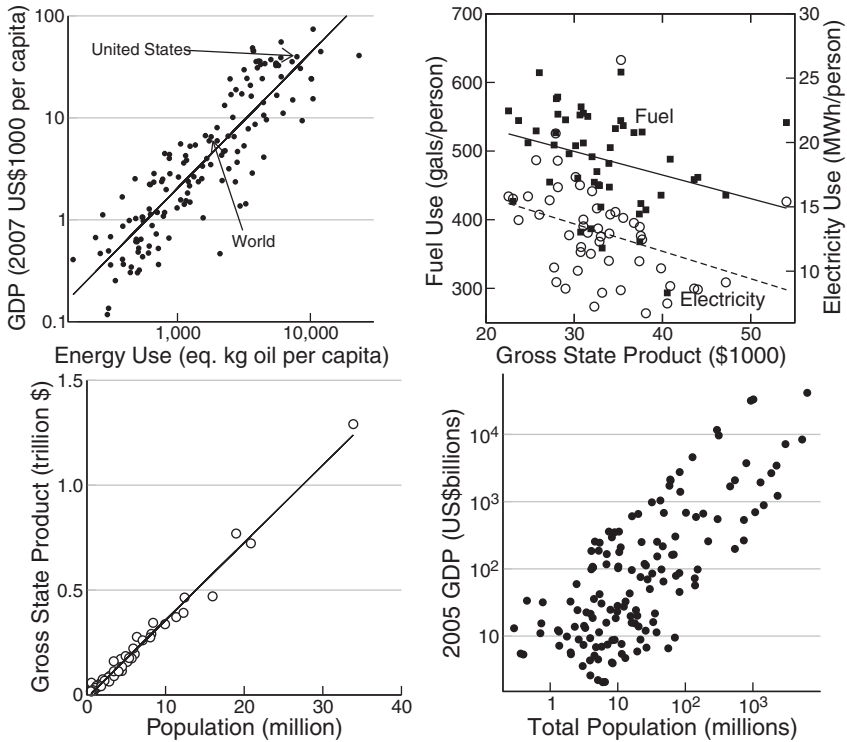 GDP (2007 US$1000 per capita)
100
10
1
0.1
United States
World
1,000
10,000
Energy Use (eq. kg oil per capita)
Fuel Use (gals/person)
700
600
500
400
300
Fuel
Electricity
30
25
20
15
10
Electricity Use (MWh/person)
20
30
40
50
Gross State Product ($1000)
Gross State Product (trillion $)
1.5
1.0
0.5
0
0
10
20
30
40
Population (million)
2005 GDP (US$billions)
10⁴
10³
10²
10
1
10
10²
10³
Total Population (millions)